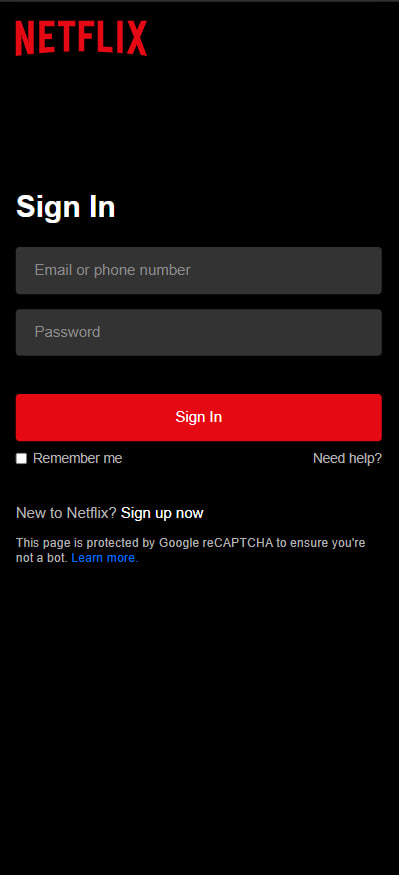 NETFLIX
Sign In
Email or phone number
Password
Sign In
Remember me
Need help?
New to Netflix? Sign up now
This page is protected by Google reCAPTCHA to ensure you're
not a bot. Learn more.